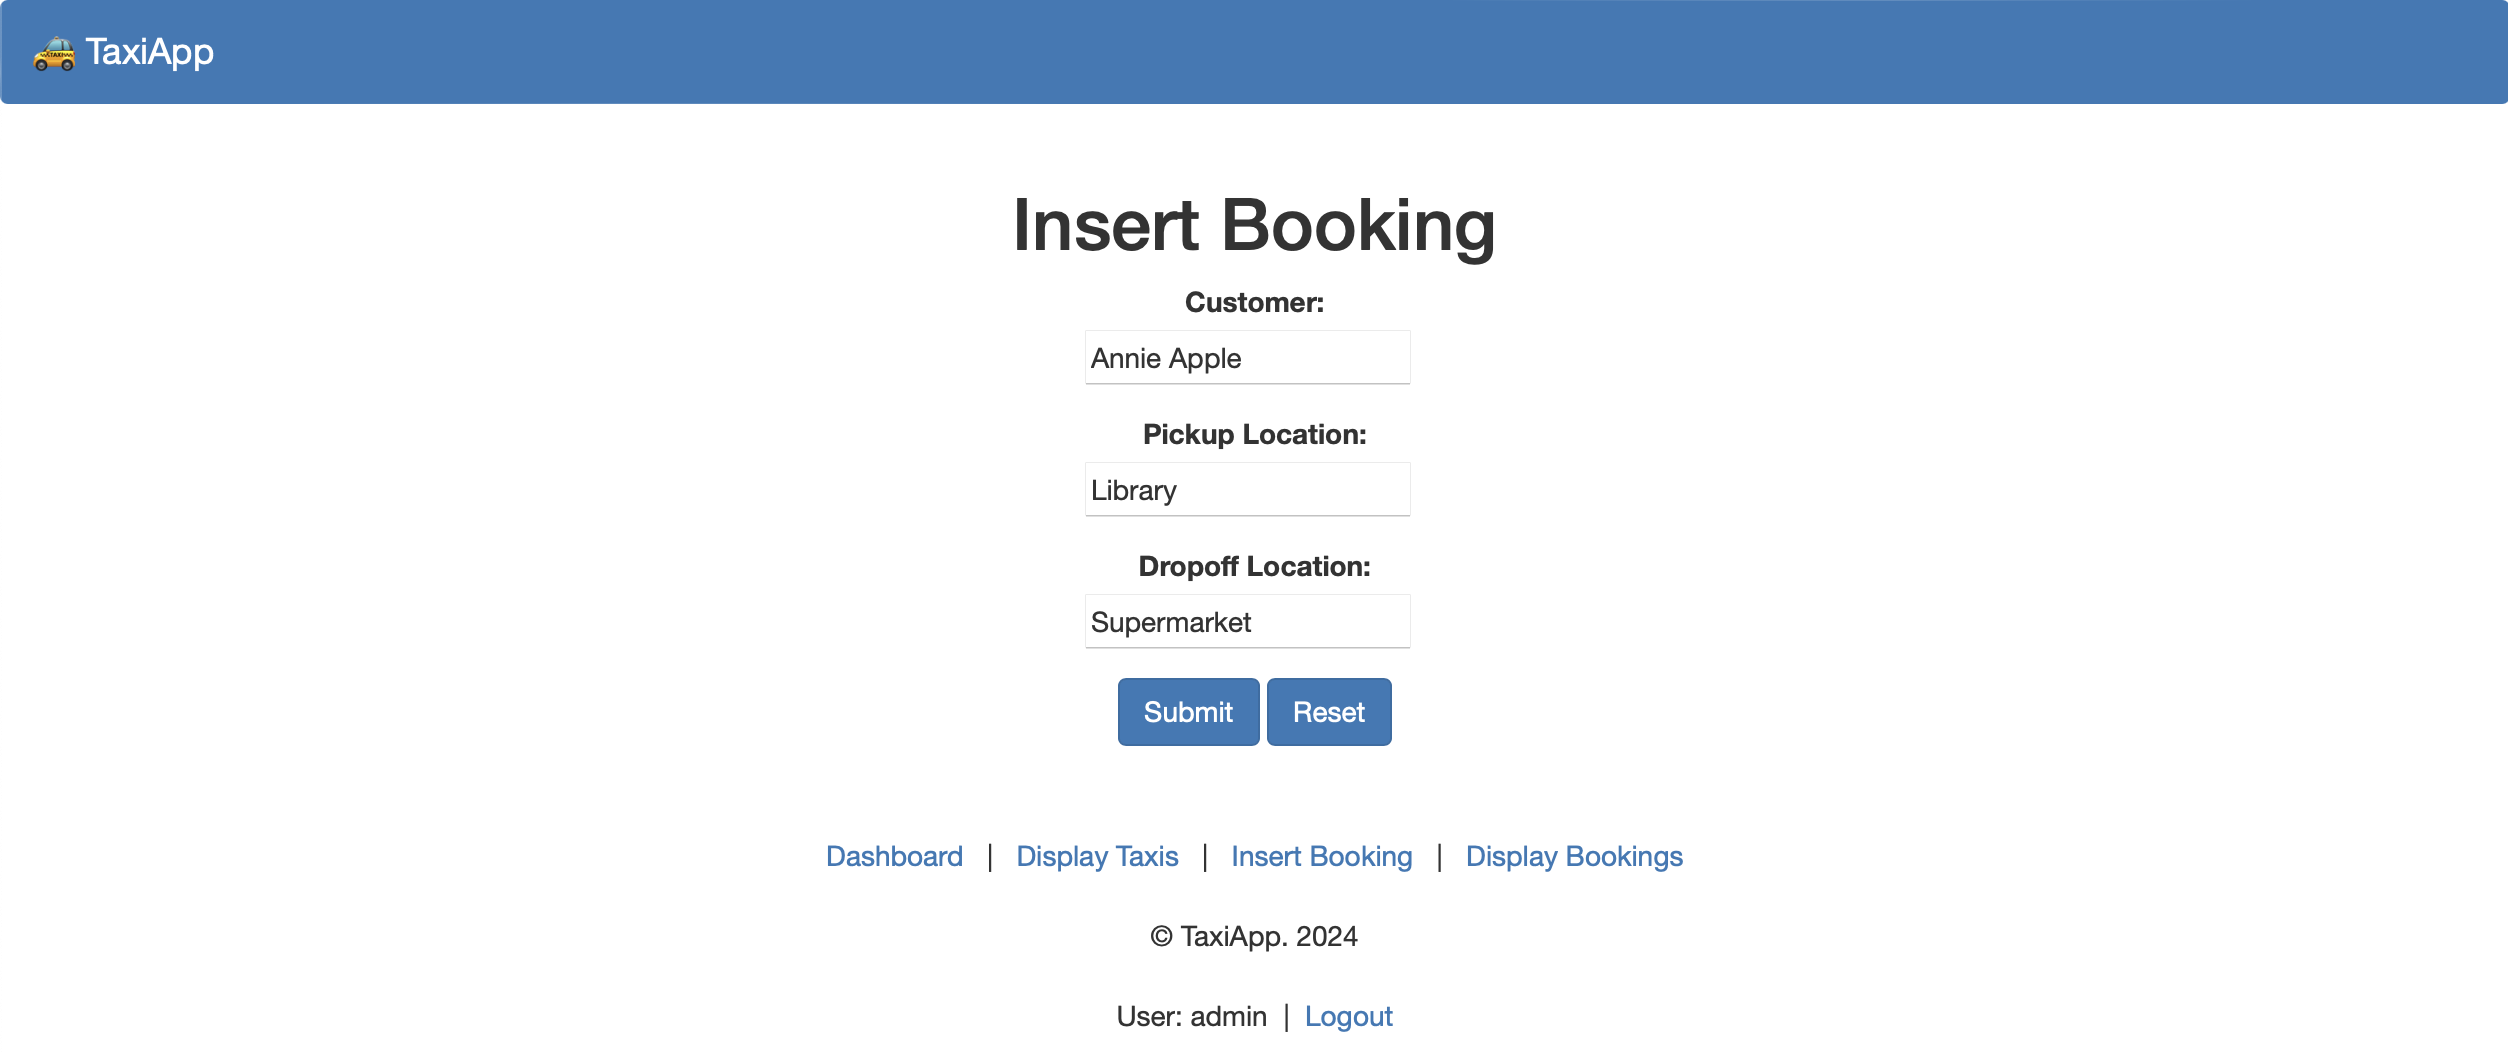 TAXI TaxiApp
Insert Booking
Customer:
Annie Apple
Pickup Location:
Library
Dropoff Location:
Supermarket
Submit Reset
Dashboard | Display Taxis | Insert Booking | Display Bookings
© TaxiApp. 2024
User: admin | Logout